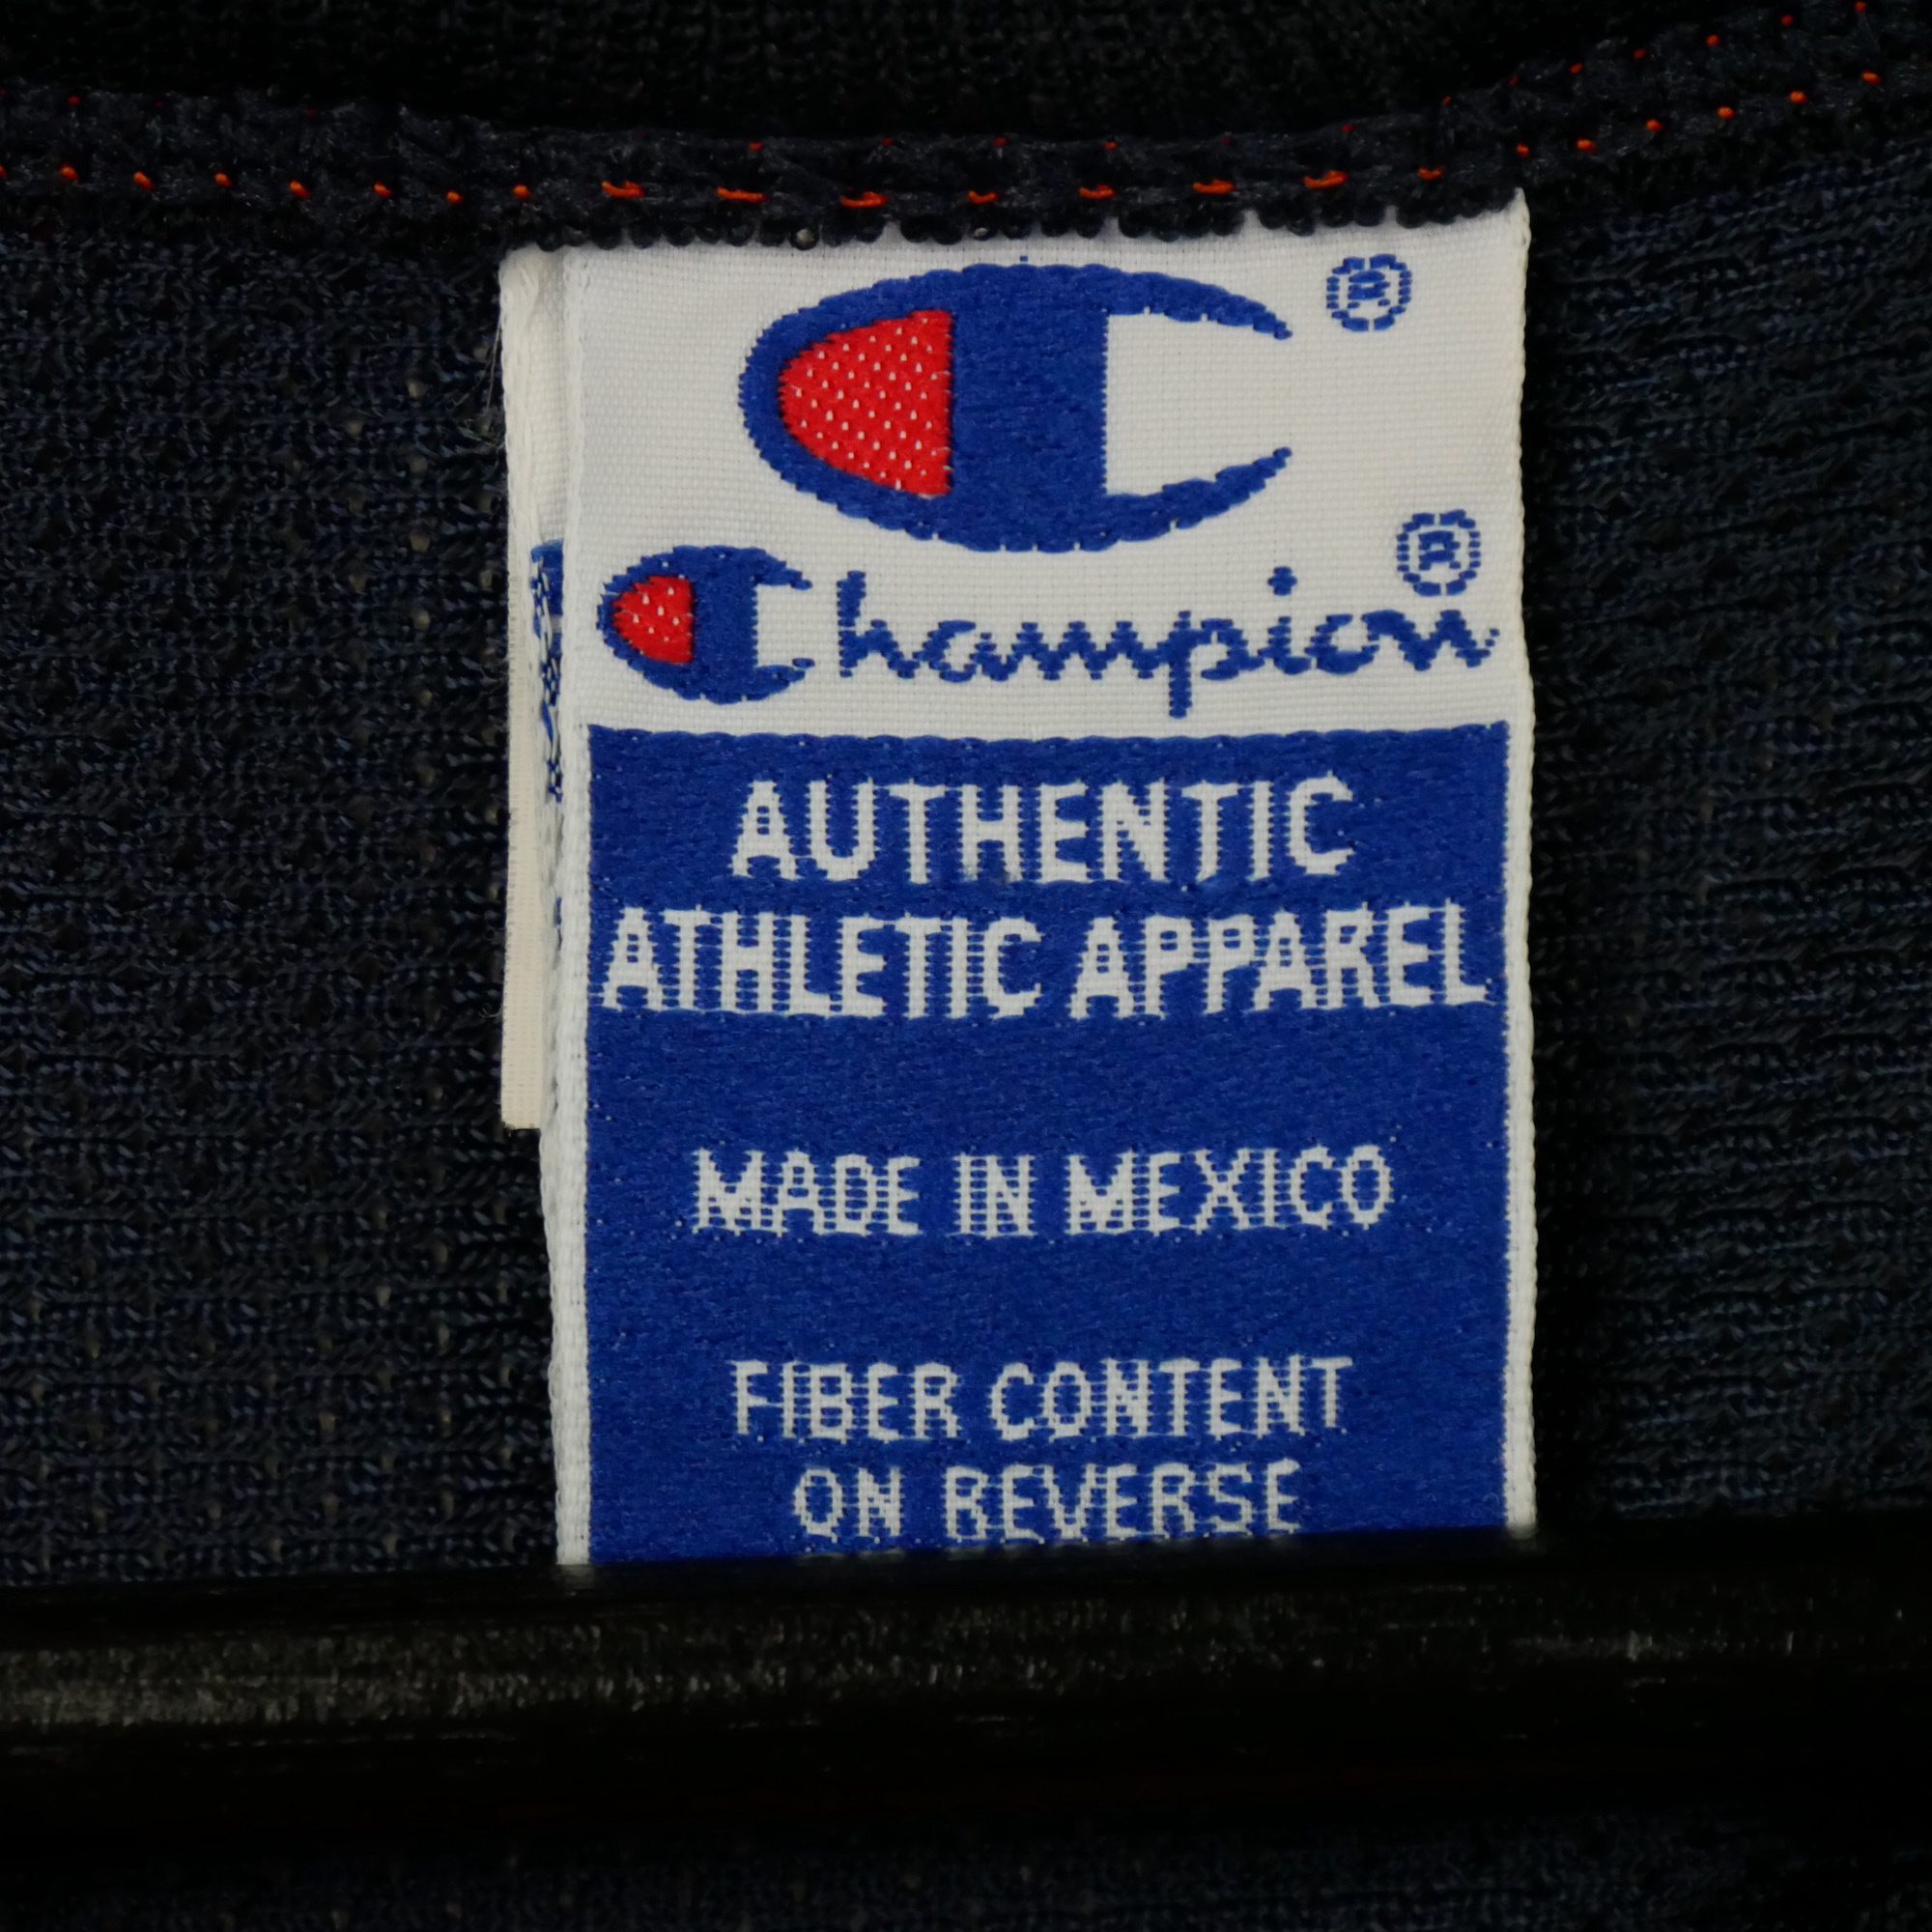 ®
Champion®
AUTHENTIC
ATHLETIC APPAREL
MADE IN MEXICO
FIBER CONTENT
ON REVERSE